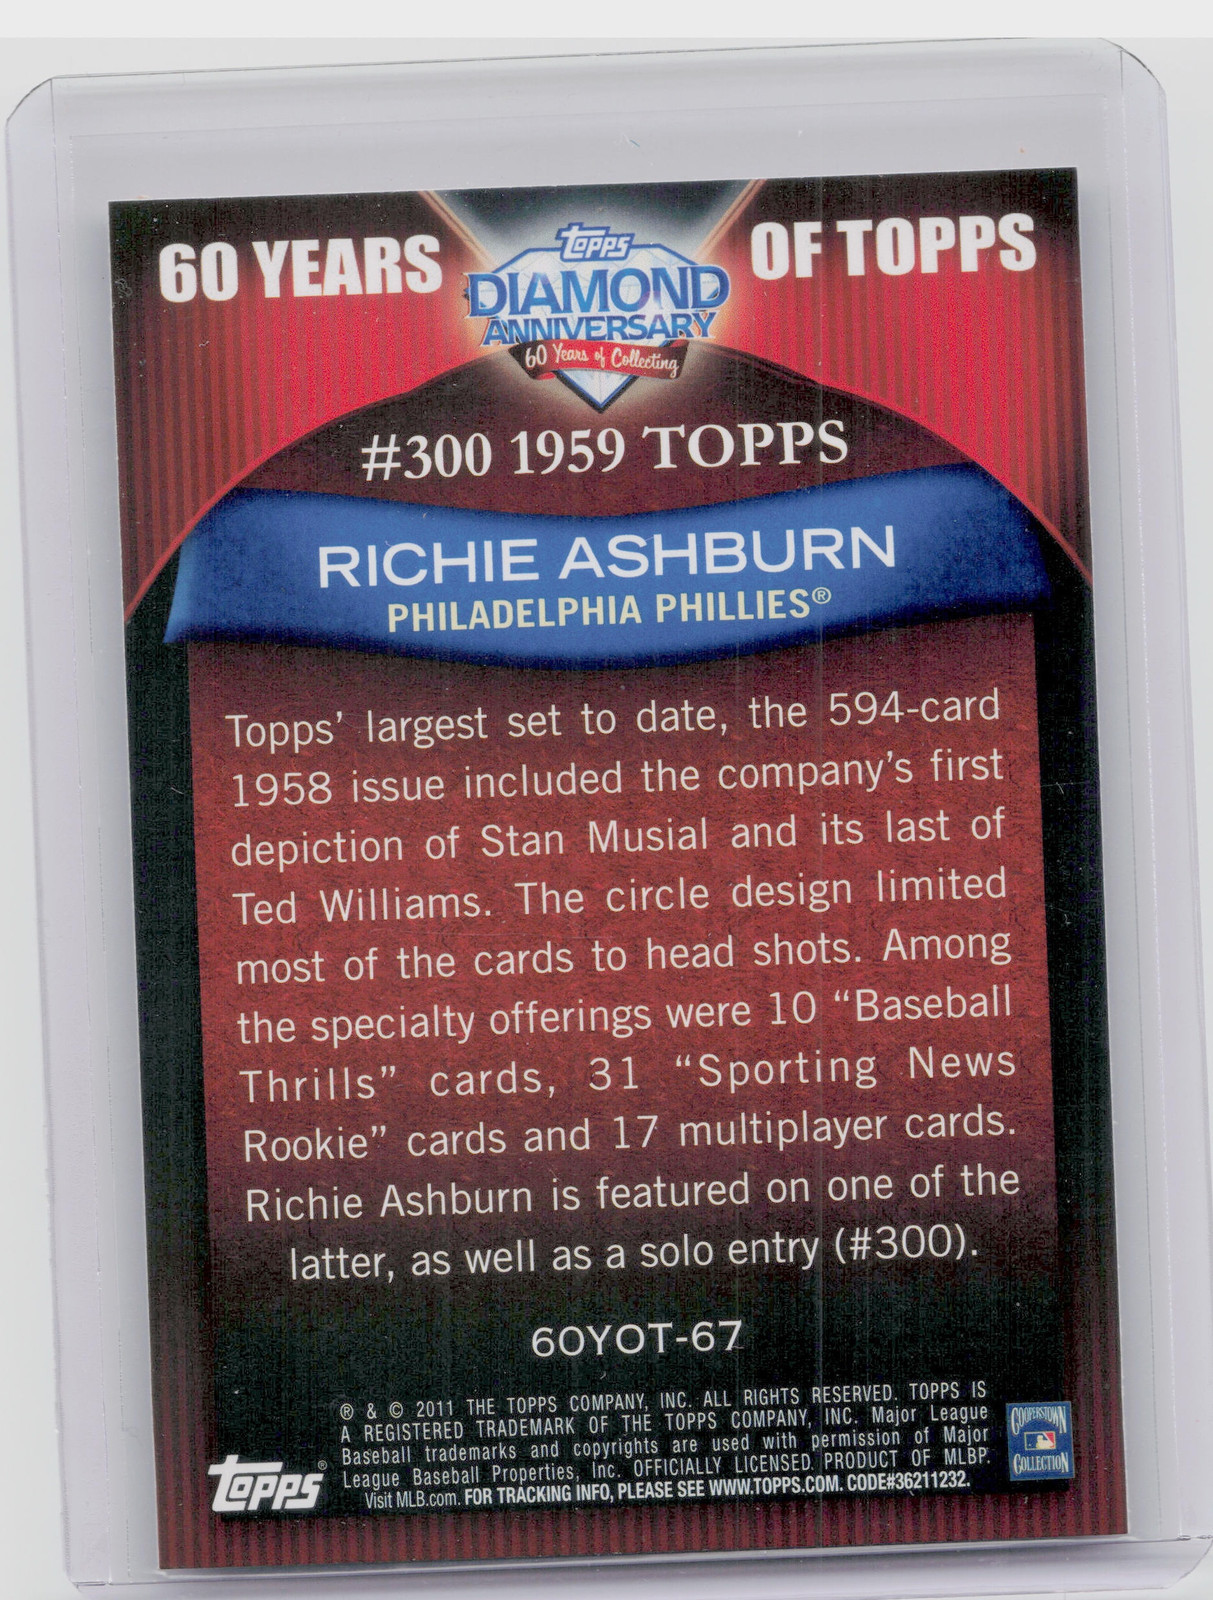 60 YEARS OF TOPPS
TOPPS
DIAMOND
ANNIVERSARY
60 Years of Collecting
#300 1959 TOPPS
RICHIE ASHBURN
PHILADELPHIA PHILLIES®
Topps' largest set to date, the 594-card
1958 issue included the company's first
depiction of Stan Musial and its last of
Ted Williams. The circle design limited
most of the cards to head shots. Among
the specialty offerings were 10 “Baseball
Thrills” cards, 31 “Sporting News
Rookie” cards and 17 multiplayer cards.
Richie Ashburn is featured on one of the
latter, as well as a solo entry (#300).
60YOT-67
® & © 2011 THE TOPPS COMPANY, INC. ALL RIGHTS RESERVED. TOPPS IS
A REGISTERED TRADEMARK OF THE TOPPS COMPANY, INC. Major League
Baseball trademarks and copyrights are used with permission of Major
League Baseball Properties, Inc. OFFICIALLY LICENSED PRODUCT OF MLBP.
Visit MLB.com. FOR TRACKING INFO, PLEASE SEE WWW.TOPPS.COM. CODE#36211232.
TOPPS®
COOPERSTOWN
COLLECTION